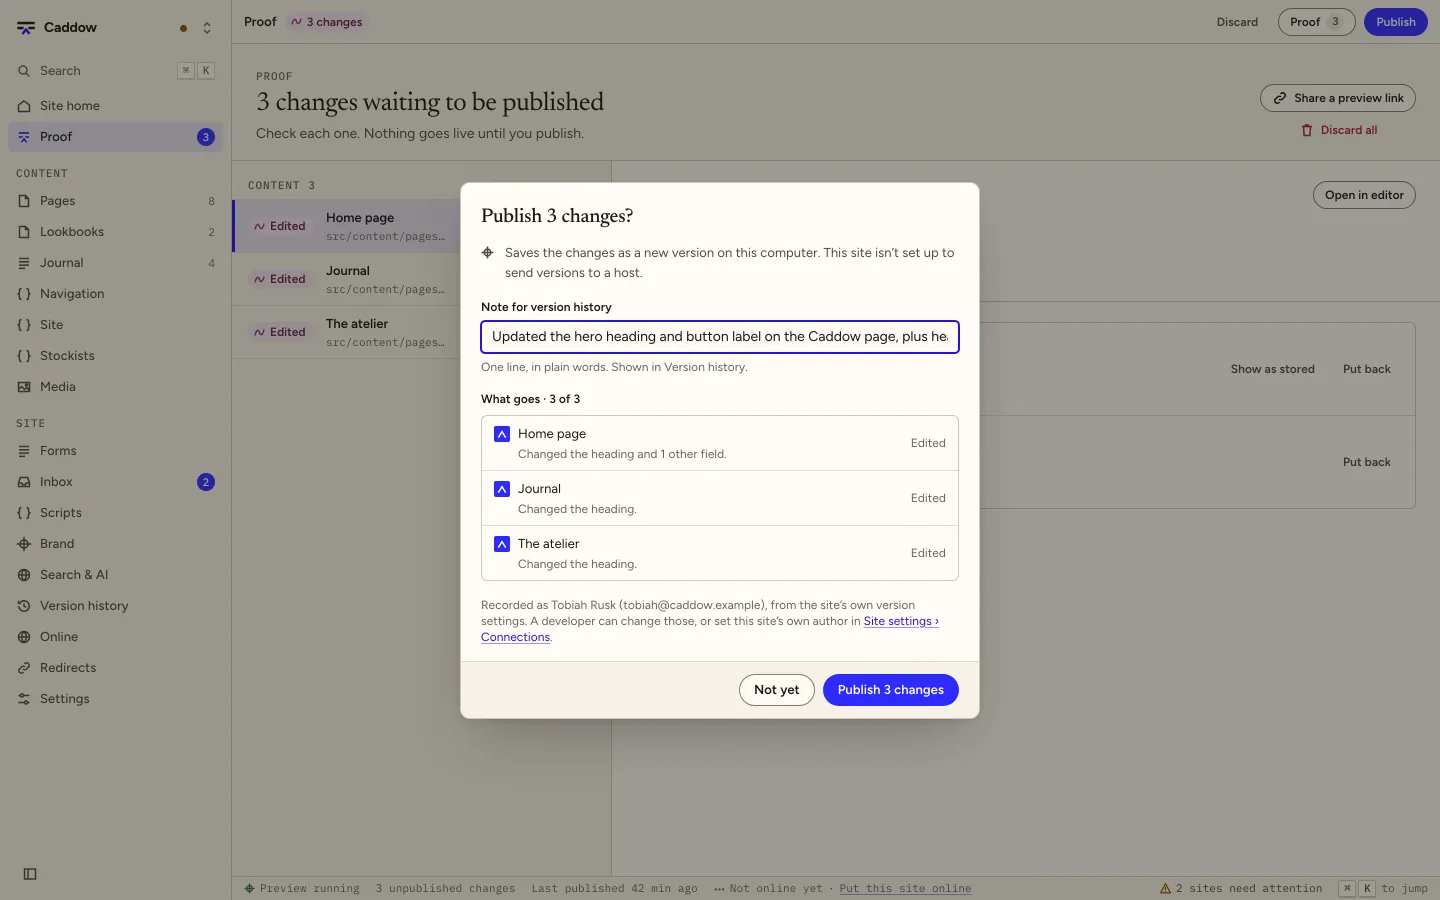 Caddow
Search
⌘ K
Site home
Proof
3
CONTENT
Pages
8
Lookbooks
2
Journal
4
Navigation
Site
Stockists
Media
SITE
Forms
Inbox
2
Scripts
Brand
Search & AI
Version history
Online
Redirects
Settings
Proof
3 changes
Discard
Proof 3
Publish
PROOF
3 changes waiting to be published
Check each one. Nothing goes live until you publish.
Share a preview link
Discard all
CONTENT 3
Edited
Home page
src/content/pages…
Edited
Journal
src/content/pages…
Edited
The atelier
src/content/pages…
Open in editor
Show as stored
Put back
Put back
Publish 3 changes?
Saves the changes as a new version on this computer. This site isn’t set up to
send versions to a host.
Note for version history
Updated the hero heading and button label on the Caddow page, plus hea
One line, in plain words. Shown in Version history.
What goes · 3 of 3
Home page
Changed the heading and 1 other field.
Edited
Journal
Changed the heading.
Edited
The atelier
Changed the heading.
Edited
Recorded as Tobiah Rusk (tobiah@caddow.example), from the site’s own version
settings. A developer can change those, or set this site’s own author in Site settings ›
Connections.
Not yet
Publish 3 changes
Preview running
3 unpublished changes
Last published 42 min ago
Not online yet · Put this site online
2 sites need attention
⌘ K to jump